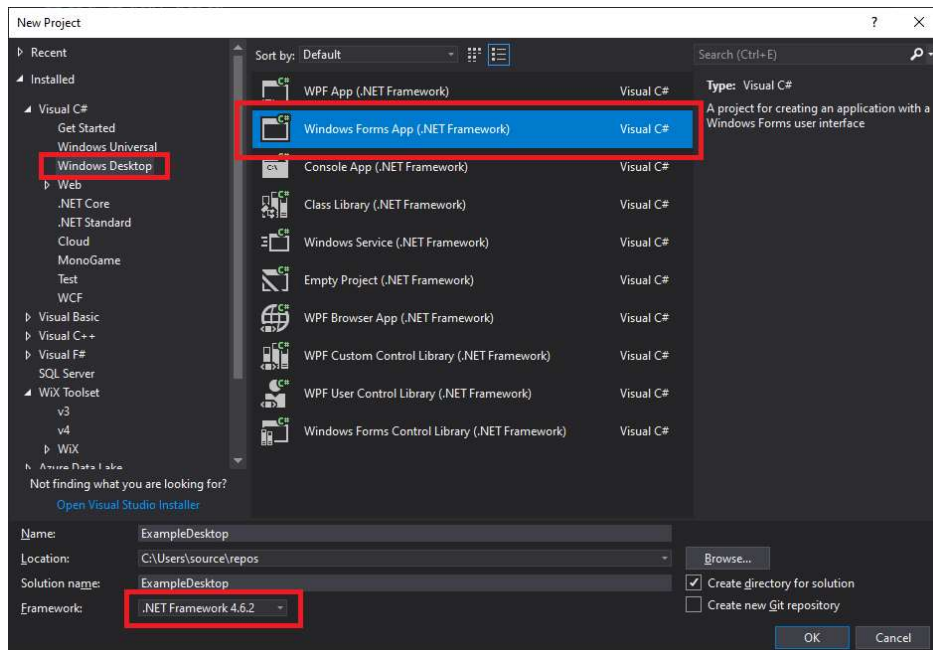 New Project
? ×
Recent
Installed
Visual C#
Get Started
Windows Universal
Windows Desktop
Web
.NET Core
.NET Standard
Cloud
MonoGame
Test
WCF
Visual Basic
Visual C++
Visual F#
SQL Server
WiX Toolset
v3
v4
WiX
Azure Data Lake
Not finding what you are looking for?
Open Visual Studio Installer
Sort by: Default
WPF App (.NET Framework) Visual C#
Windows Forms App (.NET Framework) Visual C#
Console App (.NET Framework) Visual C#
Class Library (.NET Framework) Visual C#
Windows Service (.NET Framework) Visual C#
Empty Project (.NET Framework) Visual C#
WPF Browser App (.NET Framework) Visual C#
WPF Custom Control Library (.NET Framework) Visual C#
WPF User Control Library (.NET Framework) Visual C#
Windows Forms Control Library (.NET Framework) Visual C#
Search (Ctrl+E)
Type: Visual C#
A project for creating an application with a
Windows Forms user interface
Name: ExampleDesktop
Location: C:\Users\source\repos
Browse...
Solution name: ExampleDesktop
Create directory for solution
Framework: .NET Framework 4.6.2
Create new Git repository
OK Cancel